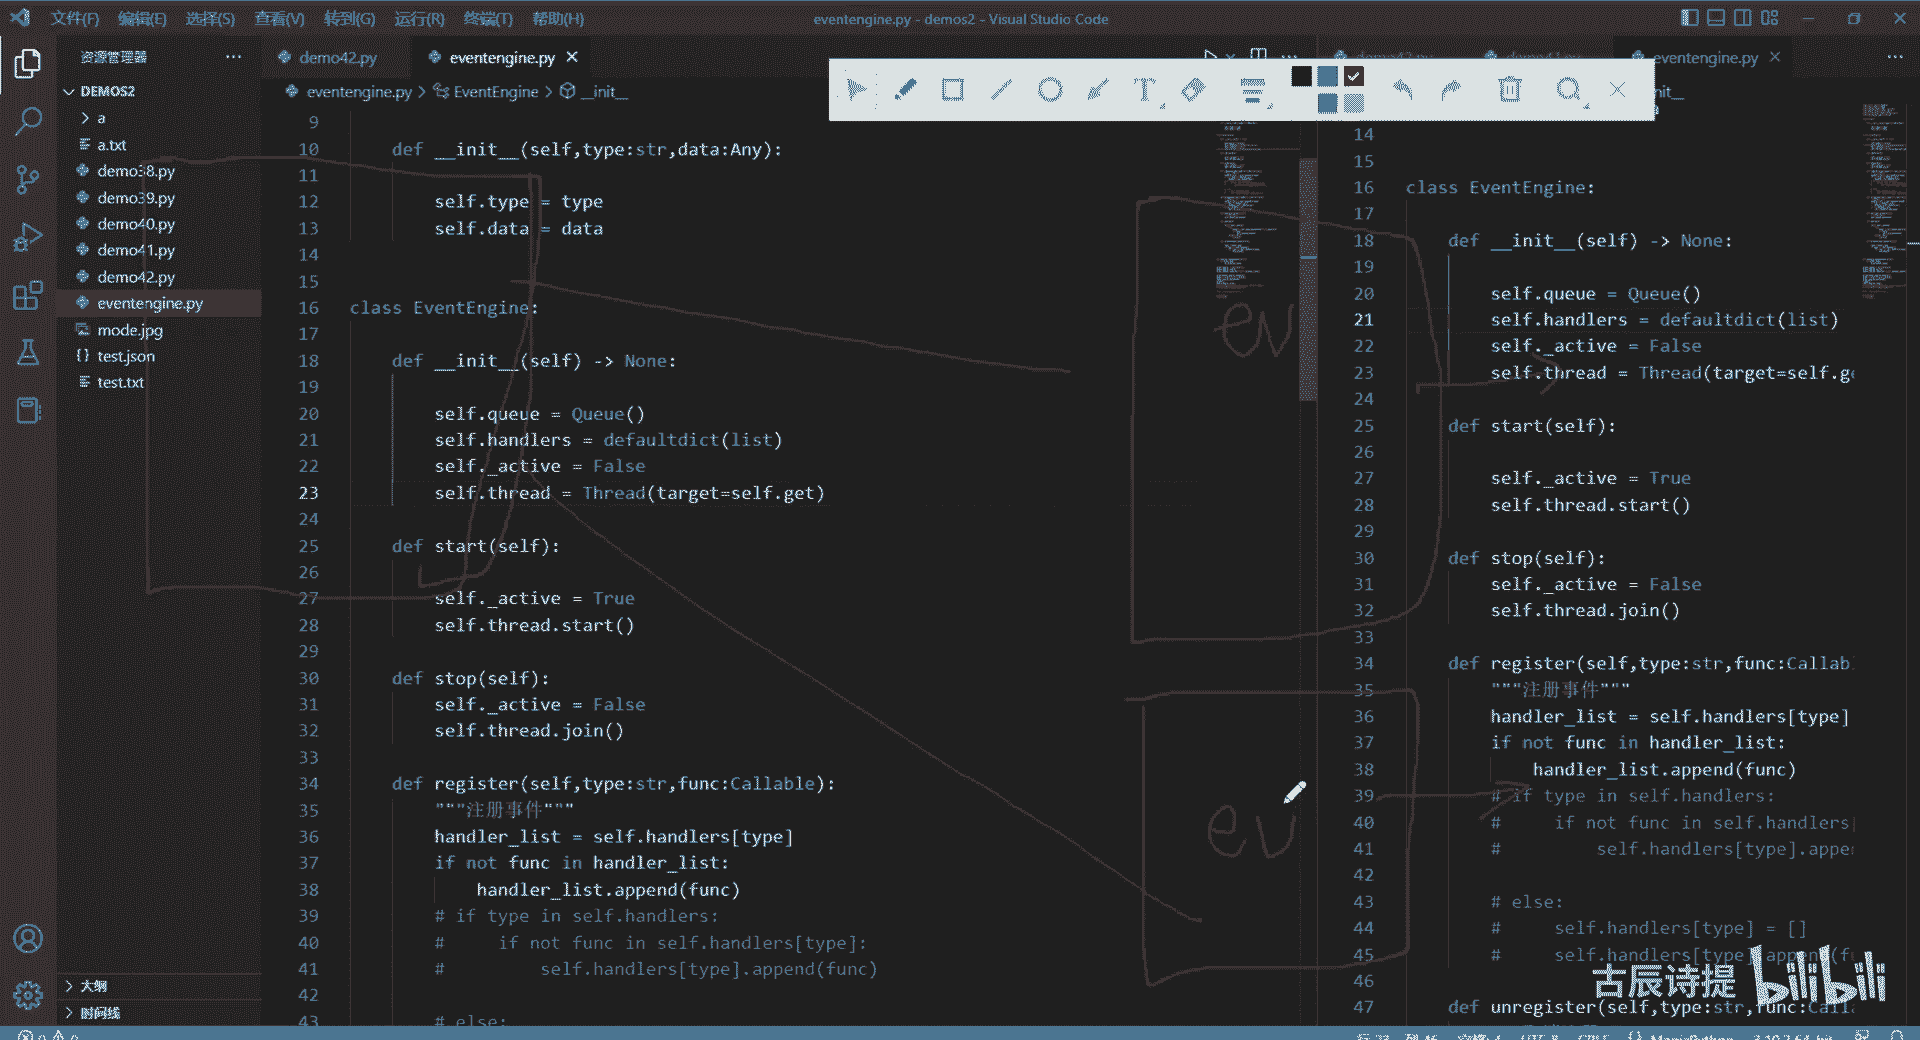 文件(F) 编辑(E) 选择(S) 查看(V) 转到(G) 运行(R) 终端(T) 帮助(H)
eventengine.py - demos2 - Visual Studio Code
资源管理器
DEMOS2
a
a.txt
demo38.py
demo39.py
demo40.py
demo41.py
demo42.py
eventengine.py
mode.jpg
test.json
test.txt
大纲
时间线
demo42.py
eventengine.py
eventengine.py > EventEngine > __init__
9
10 def __init__(self,type:str,data:Any):
11
12 self.type = type
13 self.data = data
14
15
16 class EventEngine:
17
18 def __init__(self) -> None:
19
20 self.queue = Queue()
21 self.handlers = defaultdict(list)
22 self._active = False
23 self.thread = Thread(target=self.get)
24
25 def start(self):
26
27 self._active = True
28 self.thread.start()
29
30 def stop(self):
31 self._active = False
32 self.thread.join()
33
34 def register(self,type:str,func:Callable):
35 """注册事件"""
36 handler_list = self.handlers[type]
37 if not func in handler_list:
38 handler_list.append(func)
39 # if type in self.handlers:
40 # if not func in self.handlers[type]:
41 # self.handlers[type].append(func)
42
43 # else:
ev
ev
eventengine.py
14
15
16 class EventEngine:
17
18 def __init__(self) -> None:
19
20 self.queue = Queue()
21 self.handlers = defaultdict(list)
22 self._active = False
23 self.thread = Thread(target=self.ge
24
25 def start(self):
26
27 self._active = True
28 self.thread.start()
29
30 def stop(self):
31 self._active = False
32 self.thread.join()
33
34 def register(self,type:str,func:Callab
35 """注册事件"""
36 handler_list = self.handlers[type]
37 if not func in handler_list:
38 handler_list.append(func)
39 # if type in self.handlers:
40 # if not func in self.handlers[
41 # self.handlers[type].appe
42
43 # else:
44 # self.handlers[type] = []
45 # self.handlers[type].append(f
46
47 def unregister(self,type:str,func:Call
古辰诗提
bilibili